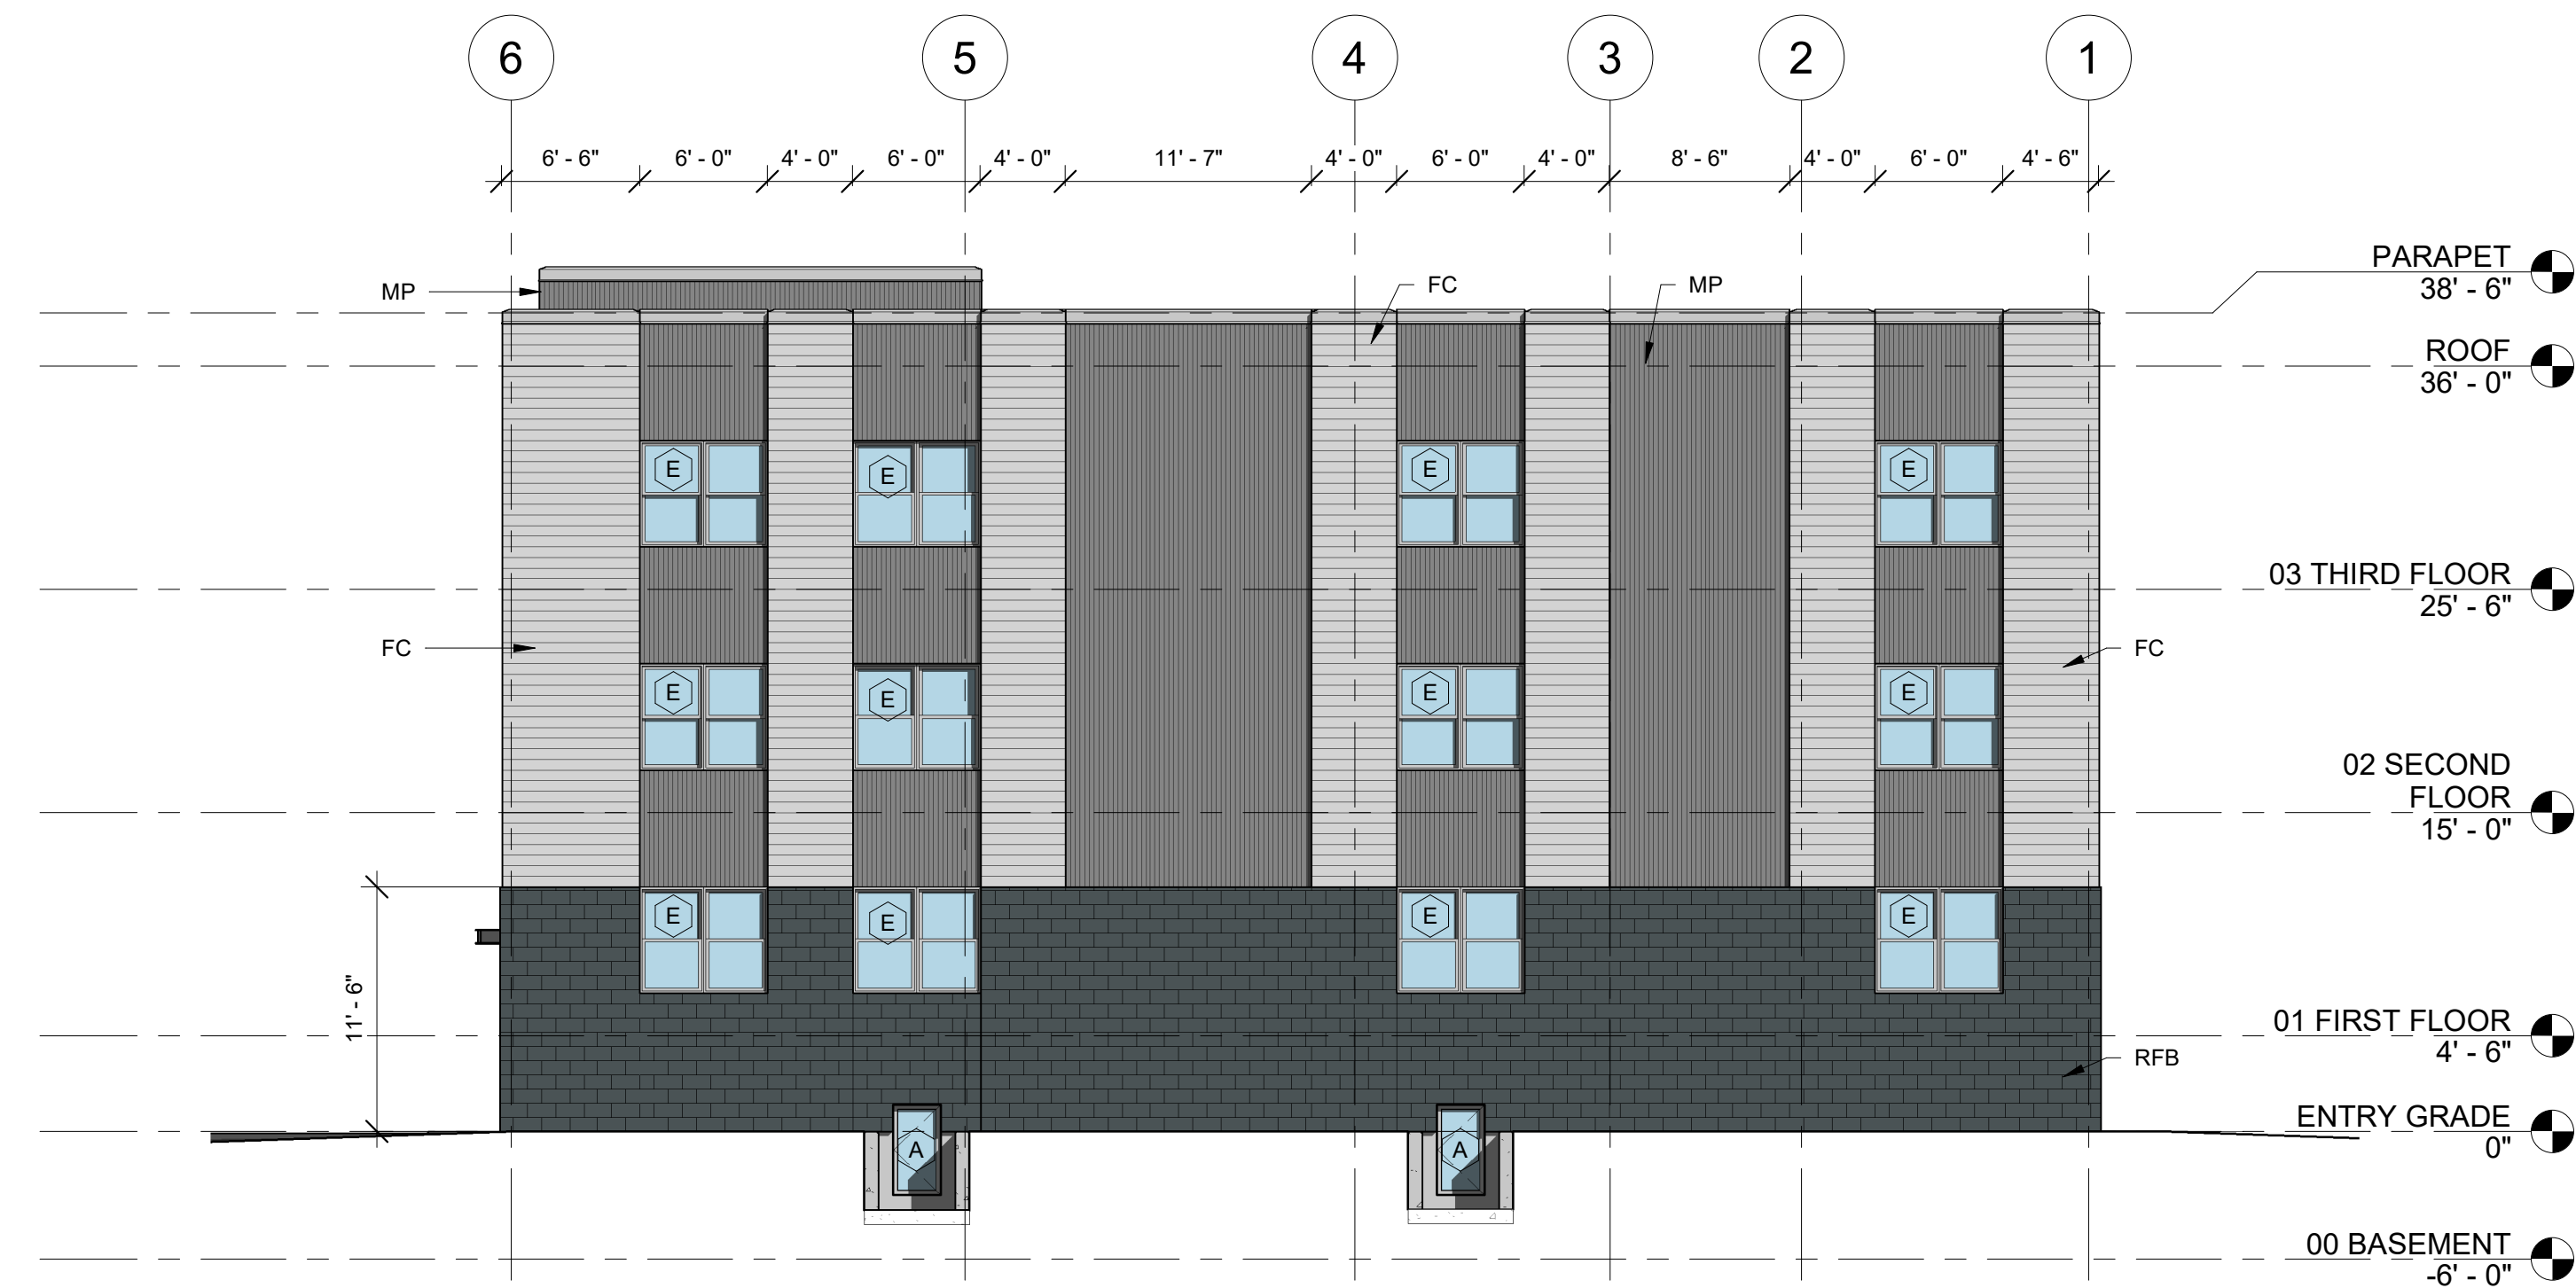 6
5
4
3
2
1
6' - 6"
6' - 0"
4' - 0"
6' - 0"
4' - 0"
11' - 7"
4' - 0"
6' - 0"
4' - 0"
8' - 6"
4' - 0"
6' - 0"
4' - 6"
PARAPET
38' - 6"
MP
FC
MP
ROOF
36' - 0"
E
E
E
E
03 THIRD FLOOR
25' - 6"
FC
FC
E
E
E
E
02 SECOND
FLOOR
15' - 0"
E
E
E
E
11' - 6"
01 FIRST FLOOR
4' - 6"
RFB
ENTRY GRADE
0"
A
A
00 BASEMENT
-6' - 0"